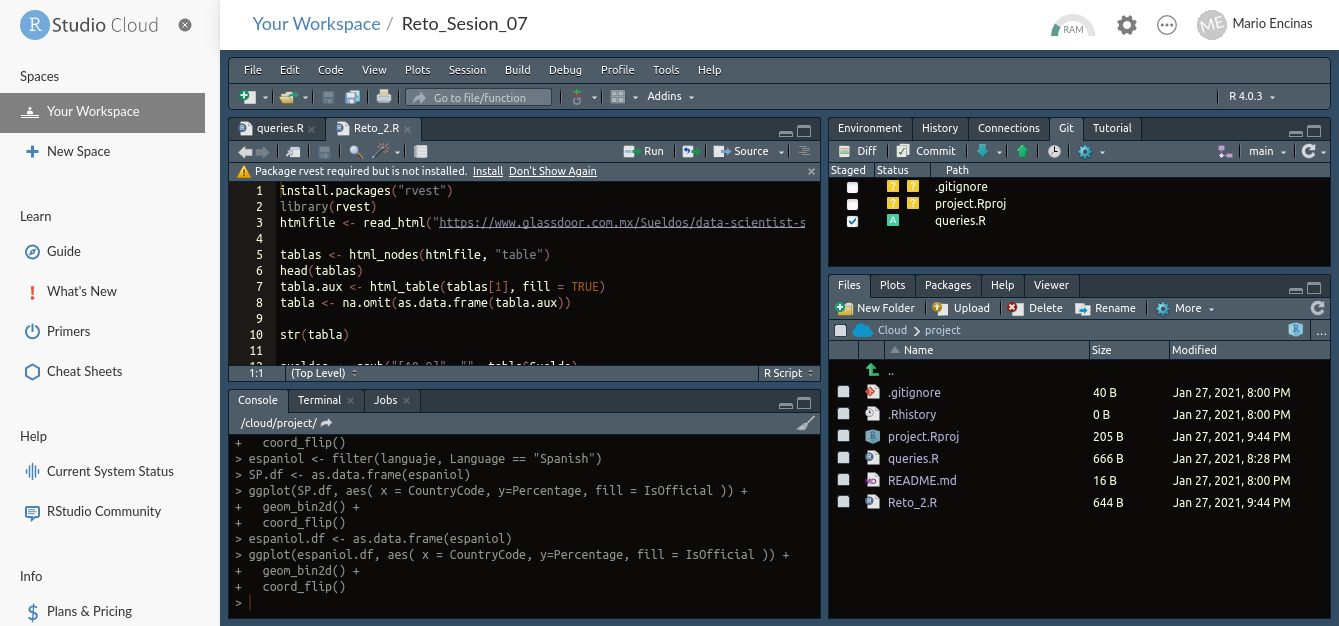 R Studio Cloud
Your Workspace / Reto_Sesion_07
RAM
ME
Mario Encinas
Spaces
Your Workspace
New Space
Learn
Guide
What's New
Primers
Cheat Sheets
Help
Current System Status
RStudio Community
Info
Plans & Pricing
File Edit Code View Plots Session Build Debug Profile Tools Help
Go to file/function
Addins
R 4.0.3
queries.R
Reto_2.R
Run
Source
Package rvest required but is not installed. Install Don't Show Again
1 install.packages("rvest")
2 library(rvest)
3 htmlfile <- read_html("https://www.glassdoor.com.mx/Sueldos/data-scientist-s
4
5 tablas <- html_nodes(htmlfile, "table")
6 head(tablas)
7 tabla.aux <- html_table(tablas[1], fill = TRUE)
8 tabla <- na.omit(as.data.frame(tabla.aux))
9
10 str(tabla)
11
1:1 (Top Level) R Script
Console Terminal Jobs
/cloud/project/
+ coord_flip()
> espaniol <- filter(languaje, Language == "Spanish")
> SP.df <- as.data.frame(espaniol)
> ggplot(SP.df, aes( x = CountryCode, y=Percentage, fill = IsOfficial )) +
+ geom_bin2d() +
+ coord_flip()
> espaniol.df <- as.data.frame(espaniol)
> ggplot(espaniol.df, aes( x = CountryCode, y=Percentage, fill = IsOfficial )) +
+ geom_bin2d() +
+ coord_flip()
>
Environment History Connections Git Tutorial
Diff Commit main
Staged Status Path
? ? .gitignore
? ? project.Rproj
A queries.R
Files Plots Packages Help Viewer
New Folder Upload Delete Rename More
Cloud project R ...
Name Size Modified
..
.gitignore 40 B Jan 27, 2021, 8:00 PM
.Rhistory 0 B Jan 27, 2021, 8:00 PM
project.Rproj 205 B Jan 27, 2021, 9:44 PM
queries.R 666 B Jan 27, 2021, 8:28 PM
README.md 16 B Jan 27, 2021, 8:00 PM
Reto_2.R 644 B Jan 27, 2021, 9:44 PM